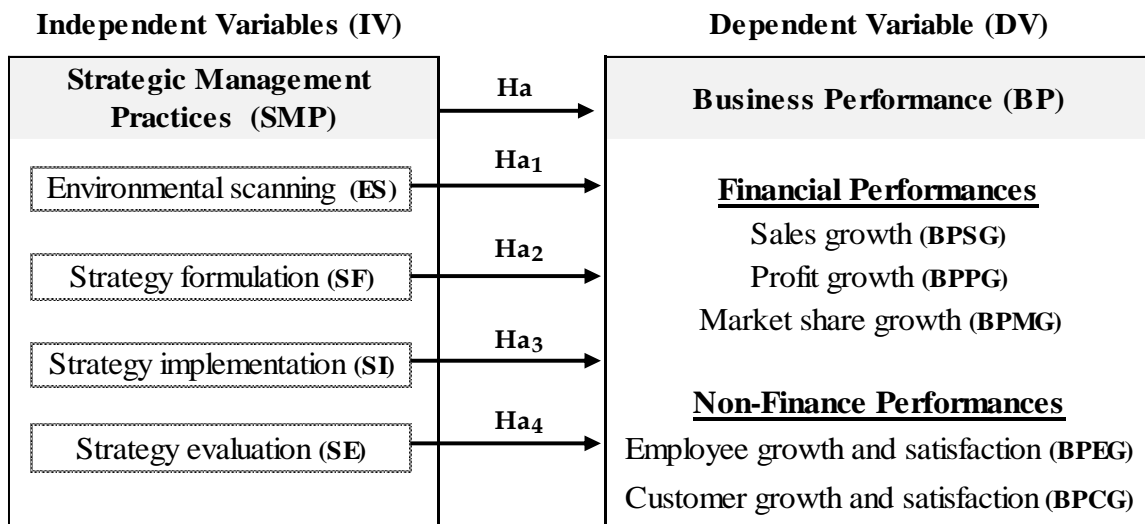 Independent Variables (IV)
Dependent Variable (DV)
Strategic Management
Practices (SMP)
Ha
Business Performance (BP)
Environmental scanning (ES)
Ha1
Strategy formulation (SF)
Ha2
Strategy implementation (SI)
Ha3
Strategy evaluation (SE)
Ha4
Financial Performances
Sales growth (BPSG)
Profit growth (BPPG)
Market share growth (BPMG)
Non-Finance Performances
Employee growth and satisfaction (BPEG)
Customer growth and satisfaction (BPCG)